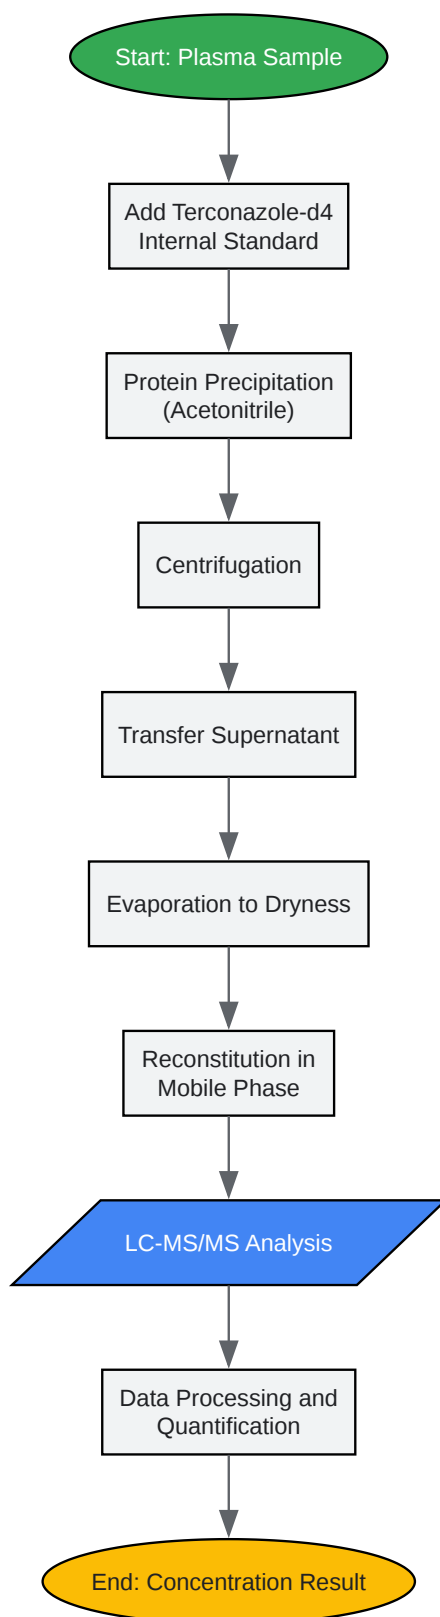 Start: Plasma Sample
Add Terconazole-d4
Internal Standard
Protein Precipitation
(Acetonitrile)
Centrifugation
Transfer Supernatant
Evaporation to Dryness
Reconstitution in
Mobile Phase
LC-MS/MS Analysis
Data Processing and
Quantification
End: Concentration Result